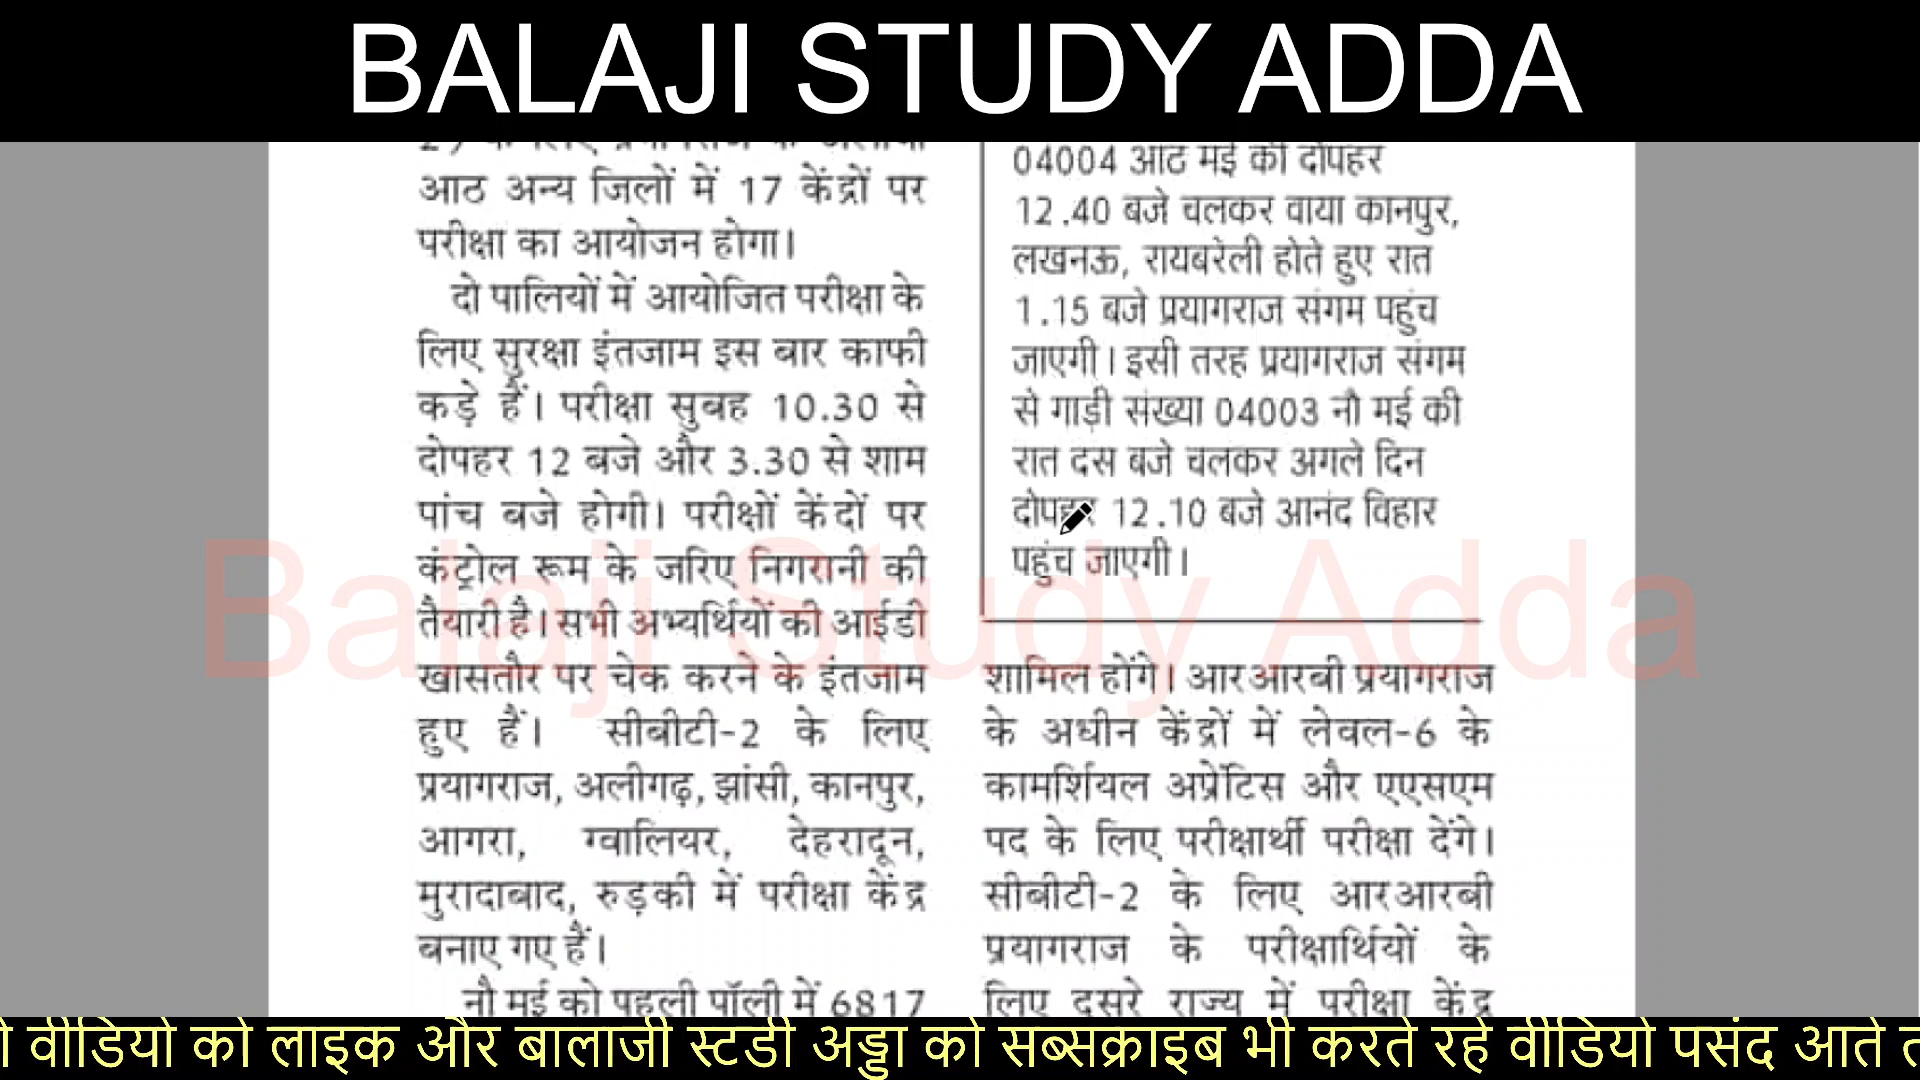 BALAJI STUDY ADDA
आठ अन्य जिलों में 17 केंद्रों पर
परीक्षा का आयोजन होगा।
दो पालियों में आयोजित परीक्षा के
लिए सुरक्षा इंतजाम इस बार काफी
कड़े हैं। परीक्षा सुबह 10.30 से
दोपहर 12 बजे और 3.30 से शाम
पांच बजे होगी। परीक्षों केंदों पर
कंट्रोल रूम के जरिए निगरानी की
तैयारी है। सभी अभ्यर्थियों की आईडी
खासतौर पर चेक करने के इंतजाम
हुए हैं। सीबीटी-2 के लिए
प्रयागराज, अलीगढ़, झांसी, कानपुर,
आगरा, ग्वालियर, देहरादून,
मुरादाबाद, रुड़की में परीक्षा केंद्र
बनाए गए हैं।
नौ मई को पहली पॉली में 6817
04004 आठ मई की दोपहर
12.40 बजे चलकर वाया कानपुर,
लखनऊ, रायबरेली होते हुए रात
1.15 बजे प्रयागराज संगम पहुंच
जाएगी। इसी तरह प्रयागराज संगम
से गाड़ी संख्या 04003 नौ मई की
रात दस बजे चलकर अगले दिन
दोपहर 12.10 बजे आनंद विहार
पहुंच जाएगी।
शामिल होंगे। आरआरबी प्रयागराज
के अधीन केंद्रों में लेवल-6 के
कामर्शियल अप्रेंटिस और एएसएम
पद के लिए परीक्षार्थी परीक्षा देंगे।
सीबीटी-2 के लिए आरआरबी
प्रयागराज के परीक्षार्थियों के
लिए दूसरे राज्य में परीक्षा केंद्र
Balaji Study Adda
वीडियो को लाइक और बालाजी स्टडी अड्डा को सब्सक्राइब भी करते रहे वीडियो पसंद आते